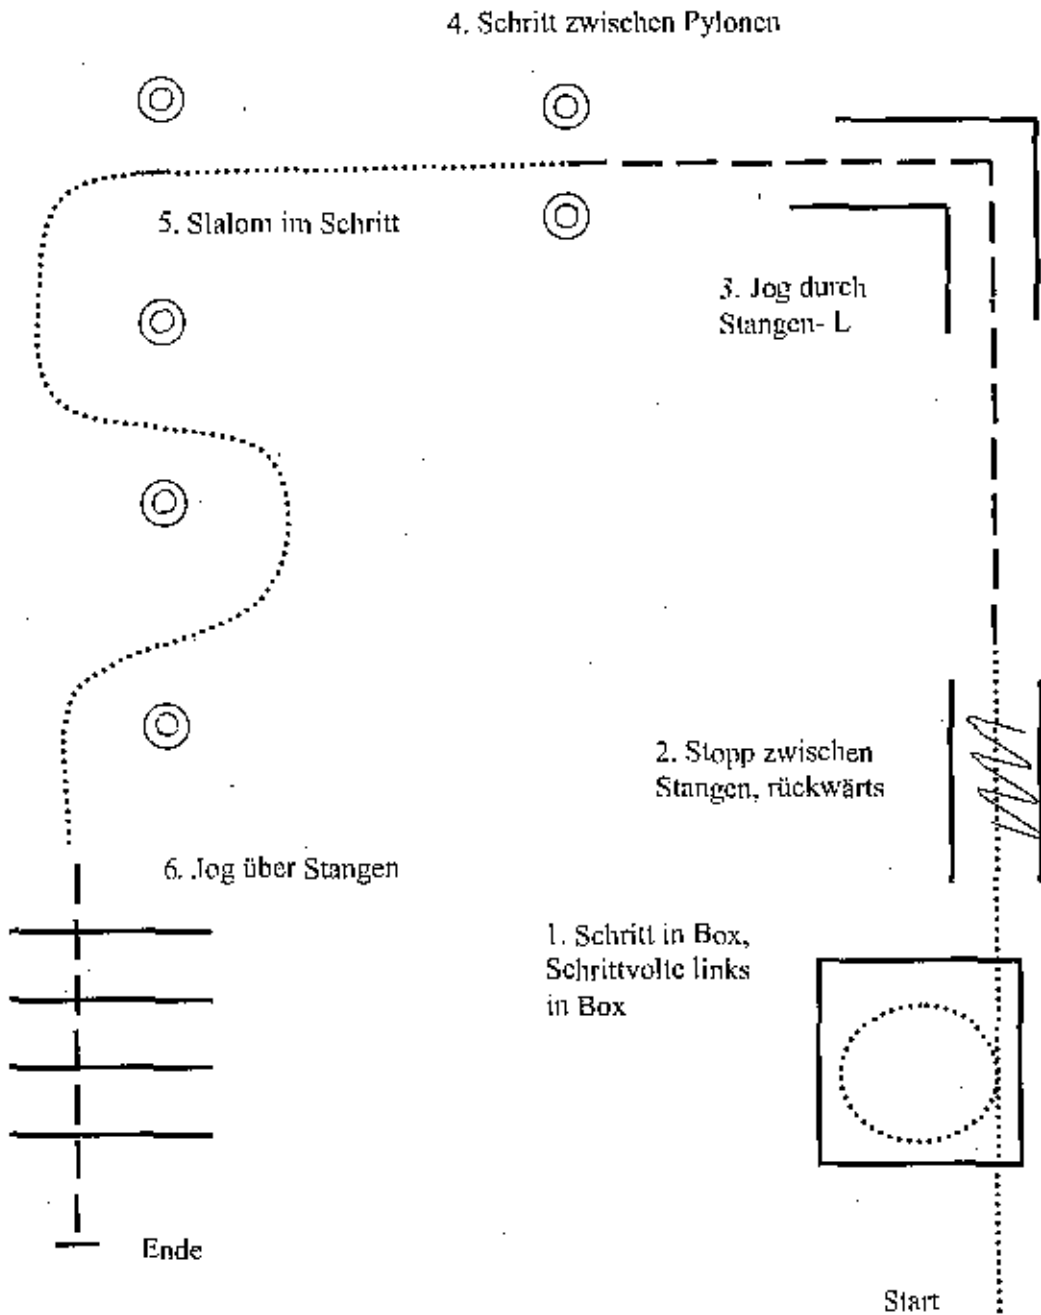 4. Schritt zwischen Pylonen
5. Slalom im Schritt
3. Jog durch
Stangen- L
2. Stopp zwischen
Stangen, rückwärts
6. Jog über Stangen
1. Schritt in Box,
Schrittvolte links
in Box
Ende
Start